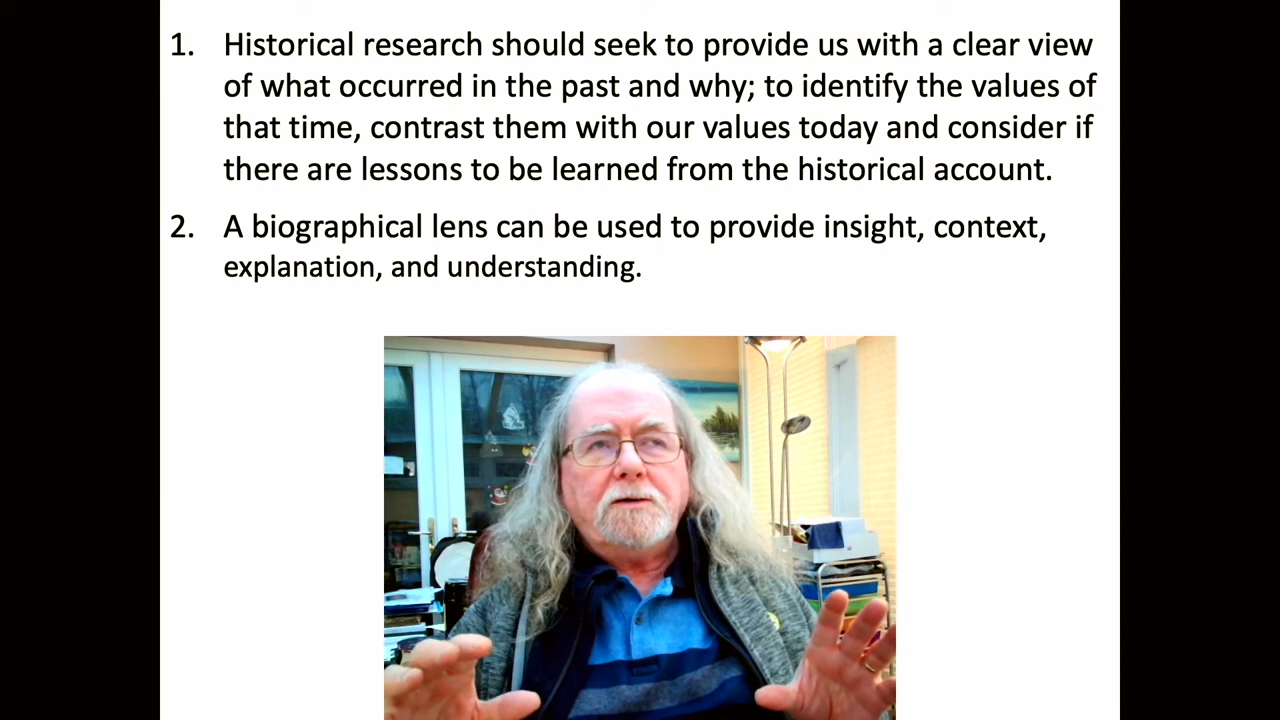 1. Historical research should seek to provide us with a clear view
of what occurred in the past and why; to identify the values of
that time, contrast them with our values today and consider if
there are lessons to be learned from the historical account.
2. A biographical lens can be used to provide insight, context,
explanation, and understanding.